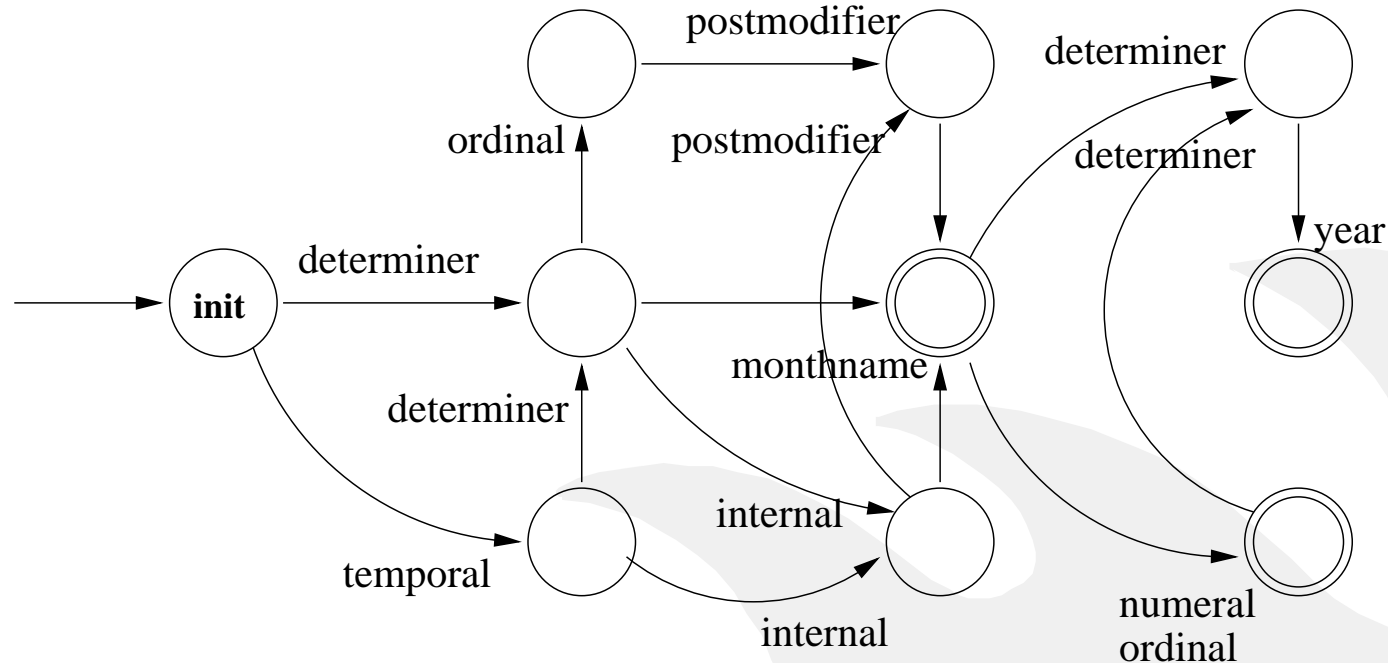 postmodifier
determiner
ordinal
postmodifier
determiner
year
determiner
init
monthname
determiner
internal
temporal
numeral
ordinal
internal